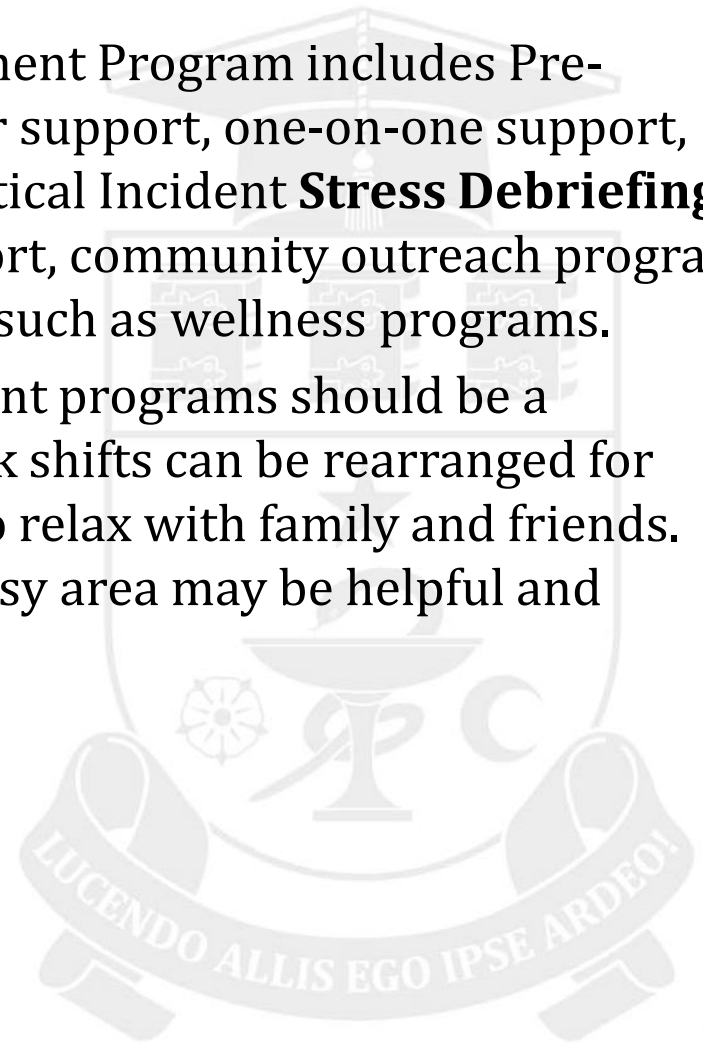 nent Program includes Pre-
r support, one-on-one support,
tical Incident Stress Debriefing
ort, community outreach progra
such as wellness programs.
nt programs should be a
k shifts can be rearranged for
o relax with family and friends.
sy area may be helpful and
LUCENDO ALLIS EGO IPSE ARDEO!